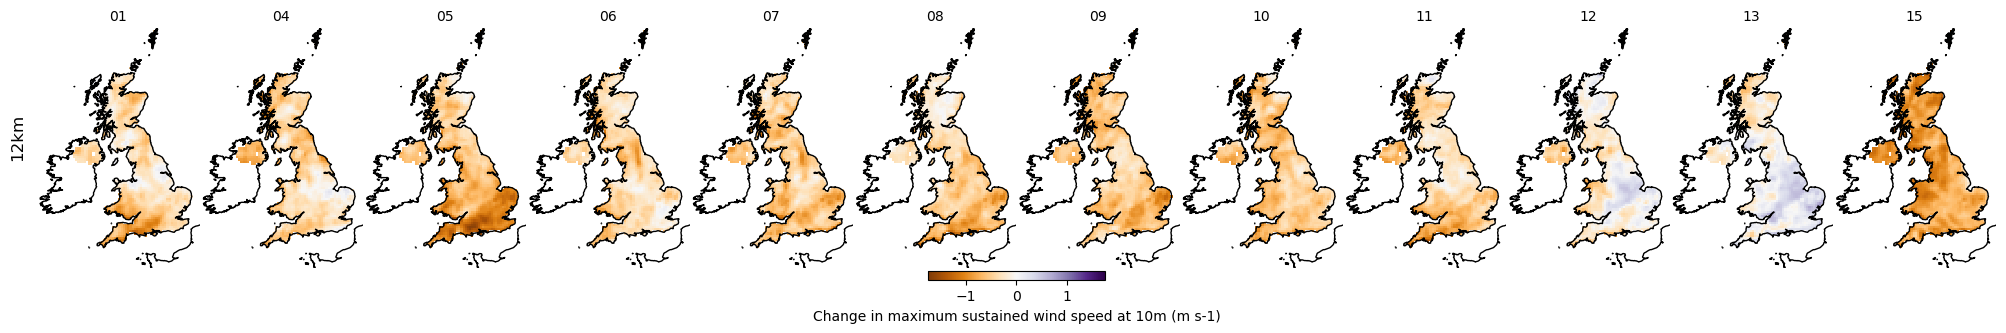 01 04 05 06 07 08 09 10 11 12 13 15
12km
−1 0 1
Change in maximum sustained wind speed at 10m (m s-1)